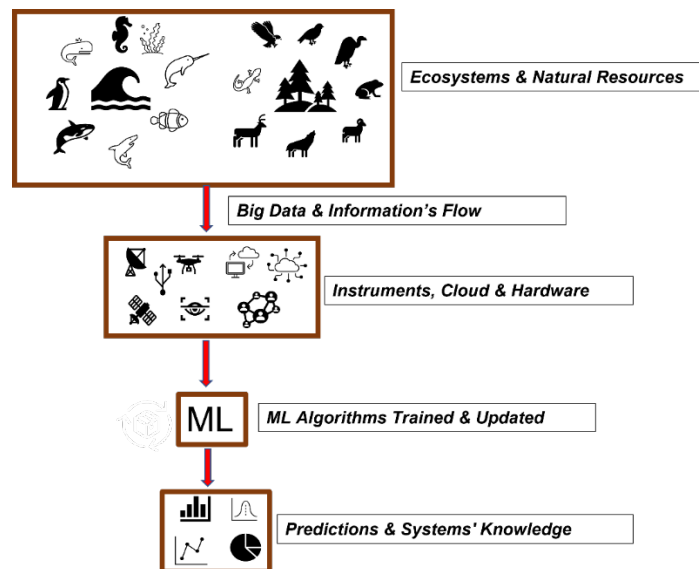 Ecosystems & Natural Resources
Big Data & Information's Flow
Instruments, Cloud & Hardware
ML
ML Algorithms Trained & Updated
Predictions & Systems' Knowledge